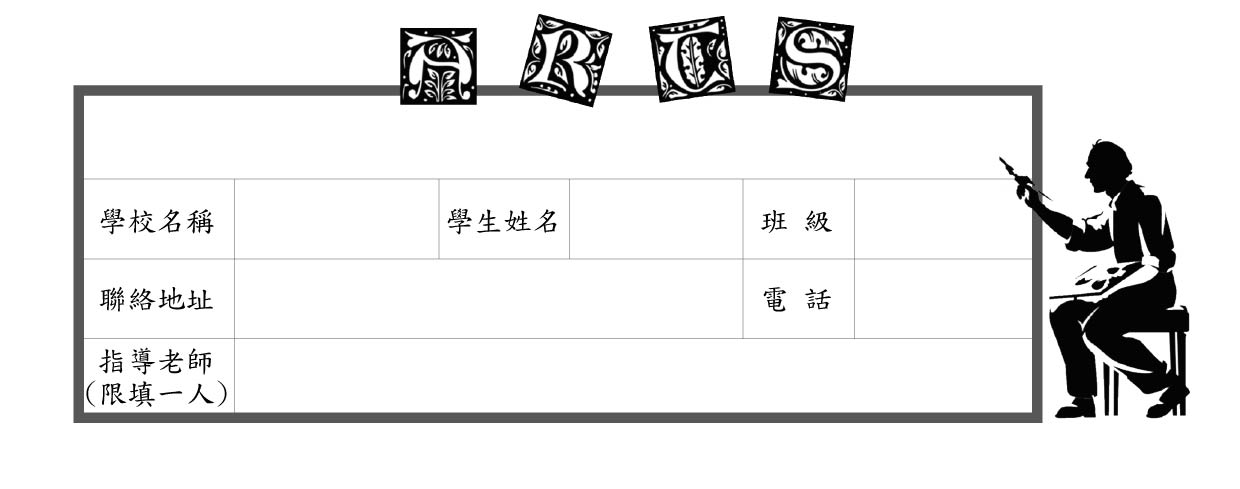 ARTS
學校名稱 學生姓名 班 級
聯絡地址 電 話
指導老師
(限填一人)